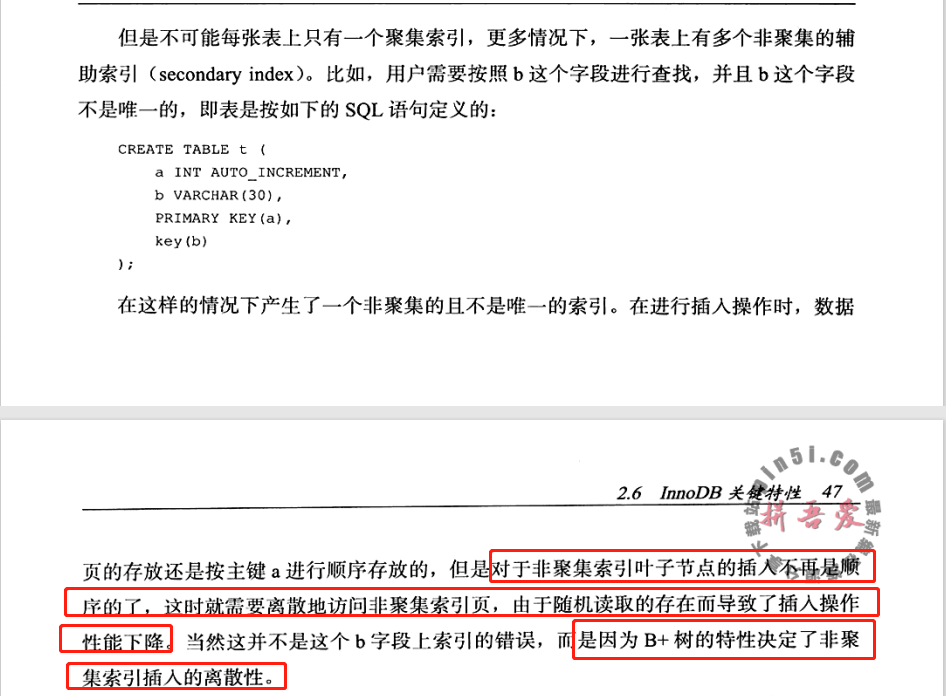 但是不可能每张表上只有一个聚集索引，更多情况下，一张表上有多个非聚集的辅
助索引（secondary index）。比如，用户需要按照 b 这个字段进行查找，并且 b 这个字段
不是唯一的，即表是按如下的 SQL 语句定义的：
CREATE TABLE t (
a INT AUTO_INCREMENT,
b VARCHAR(30),
PRIMARY KEY(a),
key(b)
);
在这样的情况下产生了一个非聚集的且不是唯一的索引。在进行插入操作时，数据
2.6 InnoDB 关键特性 47
拼吾爱
页的存放还是按主键 a 进行顺序存放的，但是对于非聚集索引叶子节点的插入不再是顺
序的了，这时就需要离散地访问非聚集索引页，由于随机读取的存在而导致了插入操作
性能下降。当然这并不是这个 b 字段上索引的错误，而是因为 B+ 树的特性决定了非聚
集索引插入的离散性。